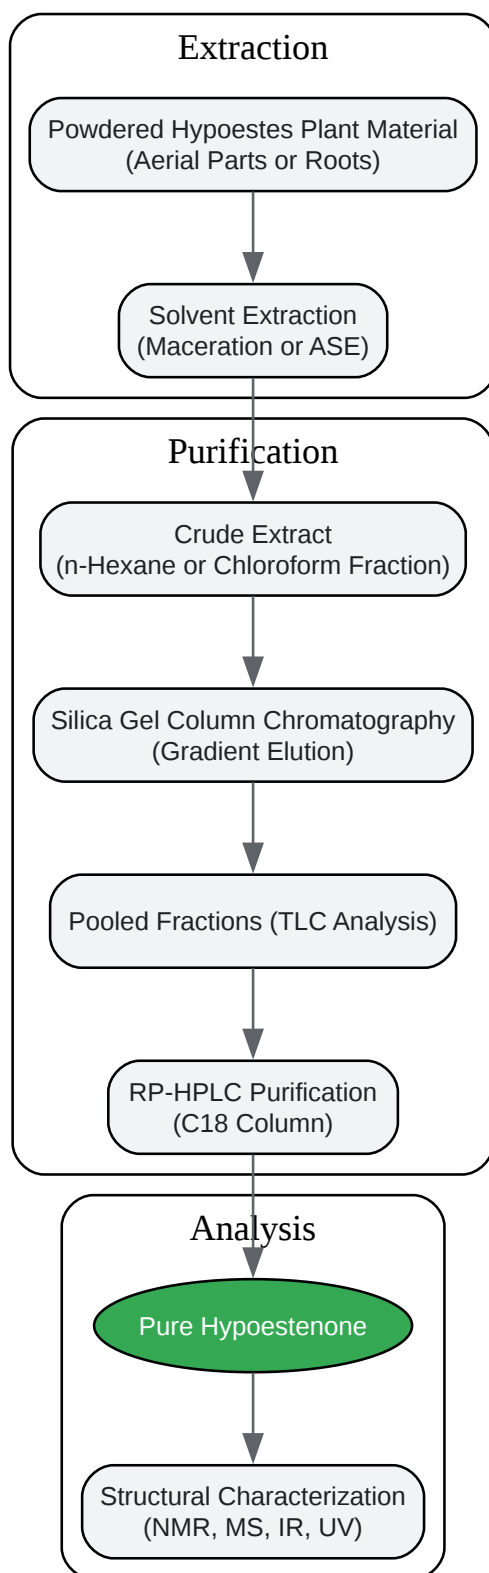 Extraction
Powdered Hypoestes Plant Material
(Aerial Parts or Roots)
Solvent Extraction
(Maceration or ASE)
Purification
Crude Extract
(n-Hexane or Chloroform Fraction)
Silica Gel Column Chromatography
(Gradient Elution)
Pooled Fractions (TLC Analysis)
RP-HPLC Purification
(C18 Column)
Analysis
Pure Hypoestenone
Structural Characterization
(NMR, MS, IR, UV)